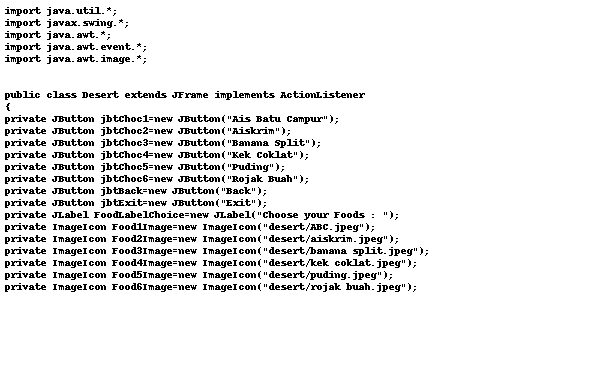 import java.util.*;
import javax.swing.*;
import java.awt.*;
import java.awt.event.*;
import java.awt.image.*;
public class Desert extends JFrame implements ActionListener
{
private JButton jbtChoc1=new JButton("Ais Batu Campur");
private JButton jbtChoc2=new JButton("Aiskrim");
private JButton jbtChoc3=new JButton("Banana Split");
private JButton jbtChoc4=new JButton("Kek Coklat");
private JButton jbtChoc5=new JButton("Puding");
private JButton jbtChoc6=new JButton("Rojak Buah");
private JButton jbtBack=new JButton("Back");
private JButton jbtExit=new JButton("Exit");
private JLabel FoodLabelChoice=new JLabel("Choose your Foods : ");
private ImageIcon Food1Image=new ImageIcon("desert/ABC.jpeg");
private ImageIcon Food2Image=new ImageIcon("desert/aiskrim.jpeg");
private ImageIcon Food3Image=new ImageIcon("desert/banana split.jpeg");
private ImageIcon Food4Image=new ImageIcon("desert/kek coklat.jpeg");
private ImageIcon Food5Image=new ImageIcon("desert/puding.jpeg");
private ImageIcon Food6Image=new ImageIcon("desert/rojak buah.jpeg");